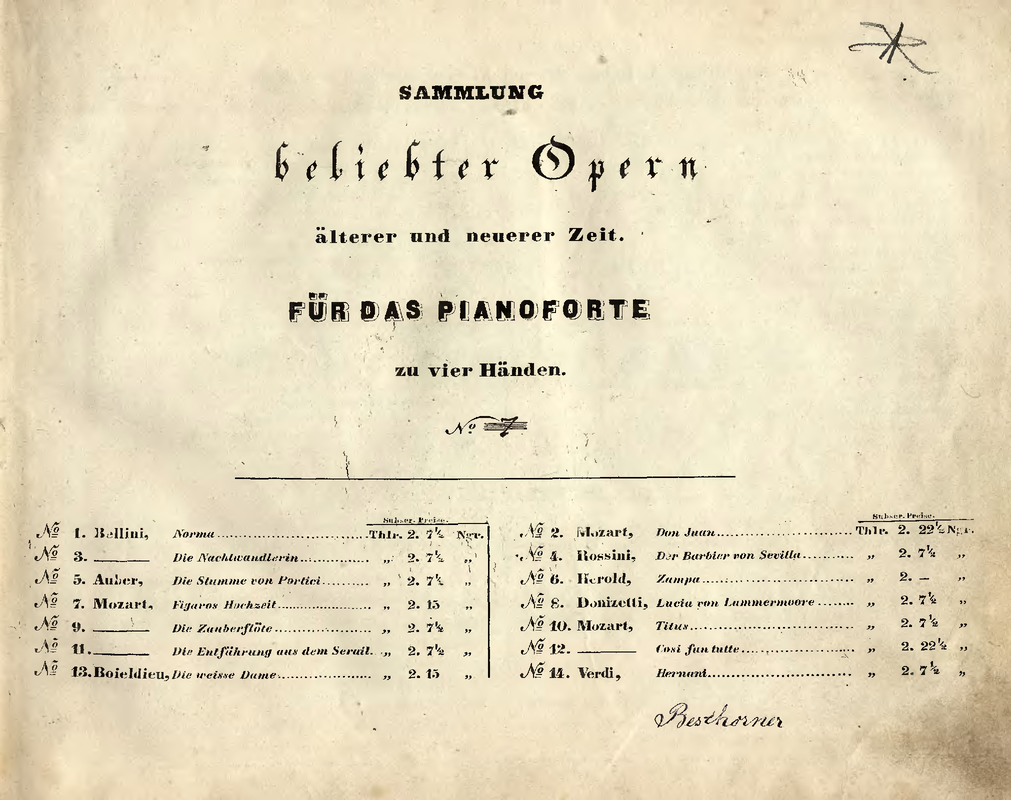 SAMMLUNG
beliebter Opern
älterer und neuerer Zeit.
FÜR DAS PIANOFORTE
zu vier Händen.
No 7
Subscr. Preise.
No 1. Bellini, Norma Thlr. 2. 7½ Ngr.
No 3. ——— Die Nachtwandlerin „ 2. 7½ „
No 5. Auber, Die Stumme von Portici „ 2. 7½ „
No 7. Mozart, Figaros Hochzeit „ 2. 15 „
No 9. ——— Die Zauberflöte „ 2. 7½ „
No 11. ——— Die Entführung aus dem Serail. „ 2. 7½ „
No 13. Boieldieu, Die weisse Dame „ 2. 15 „
Subscr. Preise.
No 2. Mozart, Don Juan Thlr. 2. 22½ Ngr.
No 4. Rossini, Der Barbier von Sevilla „ 2. 7½ „
No 6. Herold, Zampa „ 2. — „
No 8. Donizetti, Lucia von Lammermoore „ 2. 7½ „
No 10. Mozart, Titus „ 2. 7½ „
No 12. ——— Cosi fan tutte „ 2. 22½ „
No 14. Verdi, Hernani „ 2. 7½ „
Besthorner